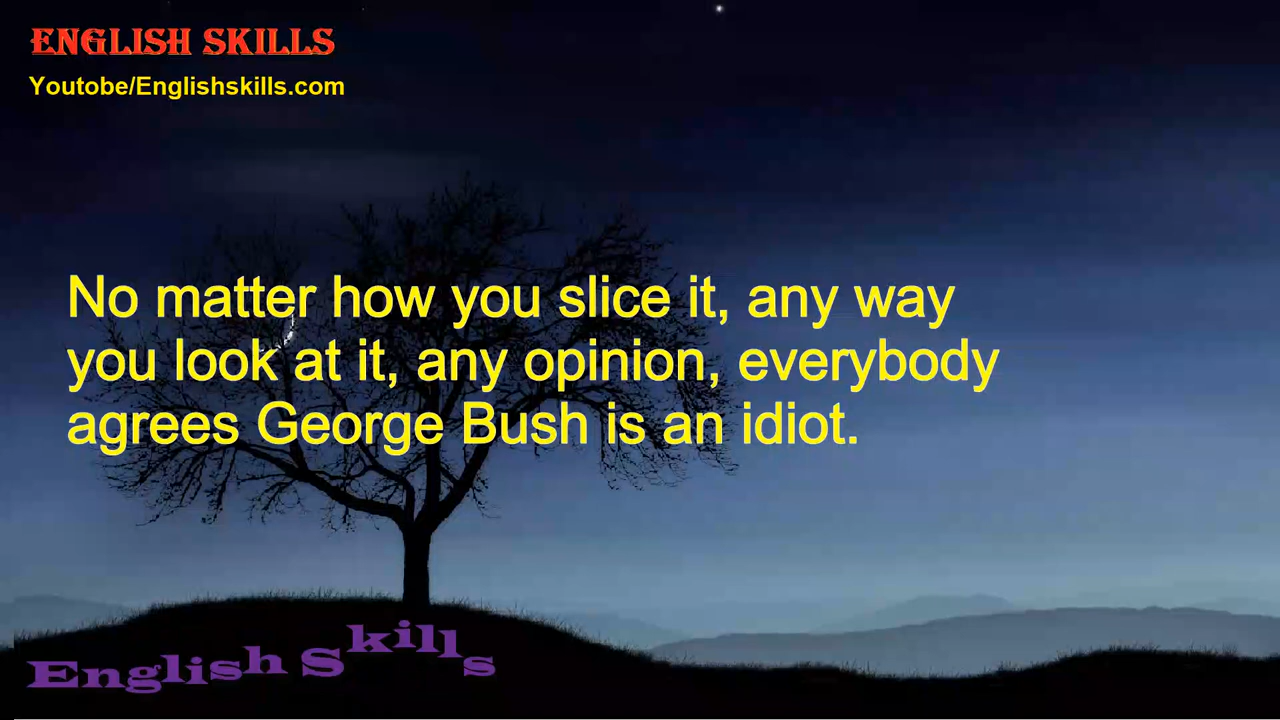 ENGLISH SKILLS
Youtobe/Englishskills.com
No matter how you slice it, any way
you look at it, any opinion, everybody
agrees George Bush is an idiot.
English Skills